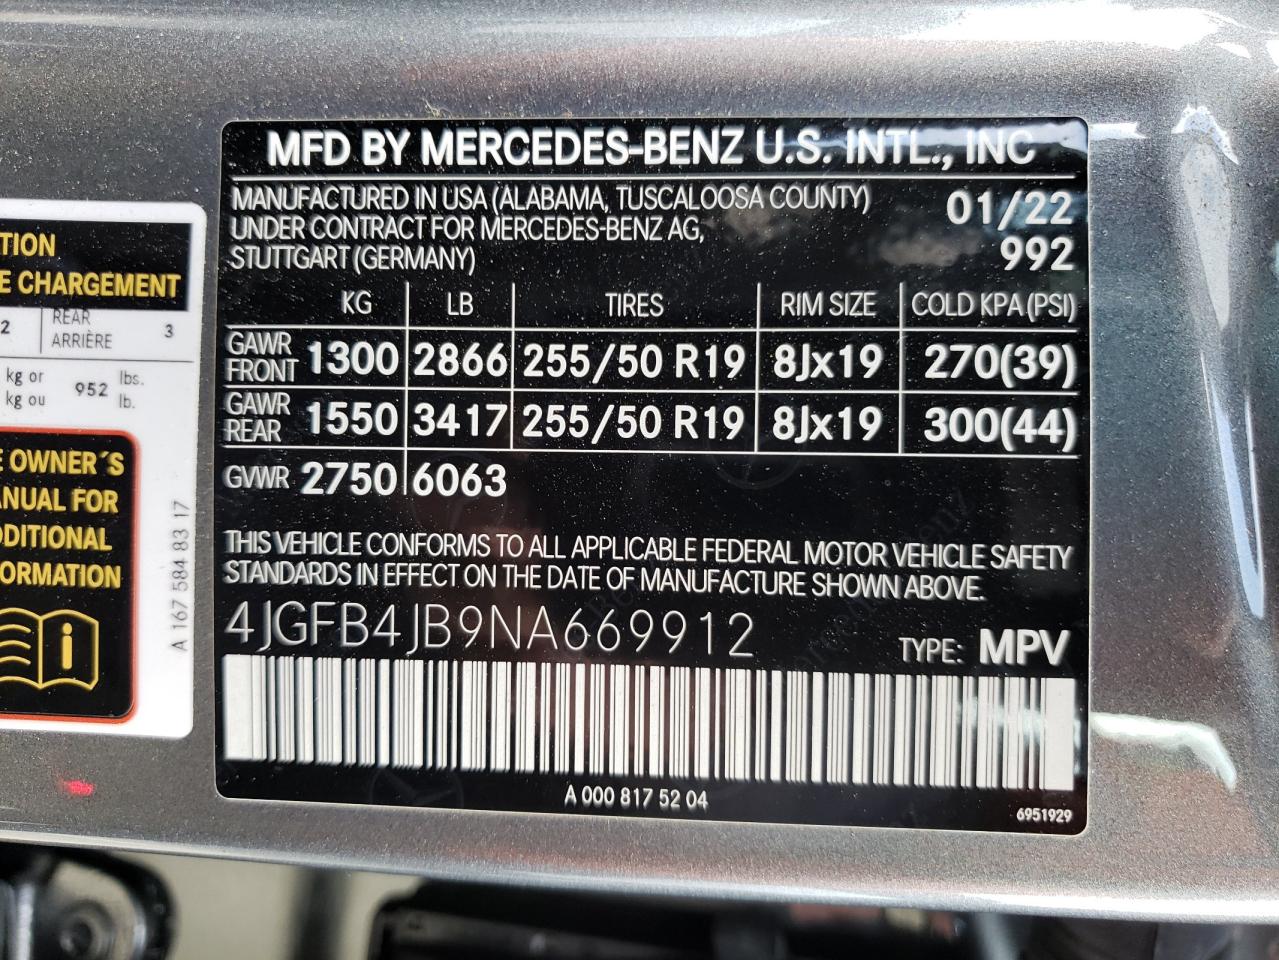 MFD BY MERCEDES-BENZ U.S. INTL., INC
MANUFACTURED IN USA (ALABAMA, TUSCALOOSA COUNTY) 01/22
UNDER CONTRACT FOR MERCEDES-BENZ AG, 992
STUTTGART (GERMANY)
KG LB TIRES RIM SIZE COLD KPA (PSI)
GAWR FRONT 1300 2866 255/50 R19 8Jx19 270(39)
GAWR REAR 1550 3417 255/50 R19 8Jx19 300(44)
GVWR 2750 6063
THIS VEHICLE CONFORMS TO ALL APPLICABLE FEDERAL MOTOR VEHICLE SAFETY
STANDARDS IN EFFECT ON THE DATE OF MANUFACTURE SHOWN ABOVE.
4JGFB4JB9NA669912 TYPE: MPV
A 000 817 52 04
6951929
TION
E CHARGEMENT
2 REAR 3
ARRIÈRE
kg or 952 lbs.
kg ou lb.
E OWNER´S
ANUAL FOR
DDITIONAL
ORMATION
A 167 584 83 17